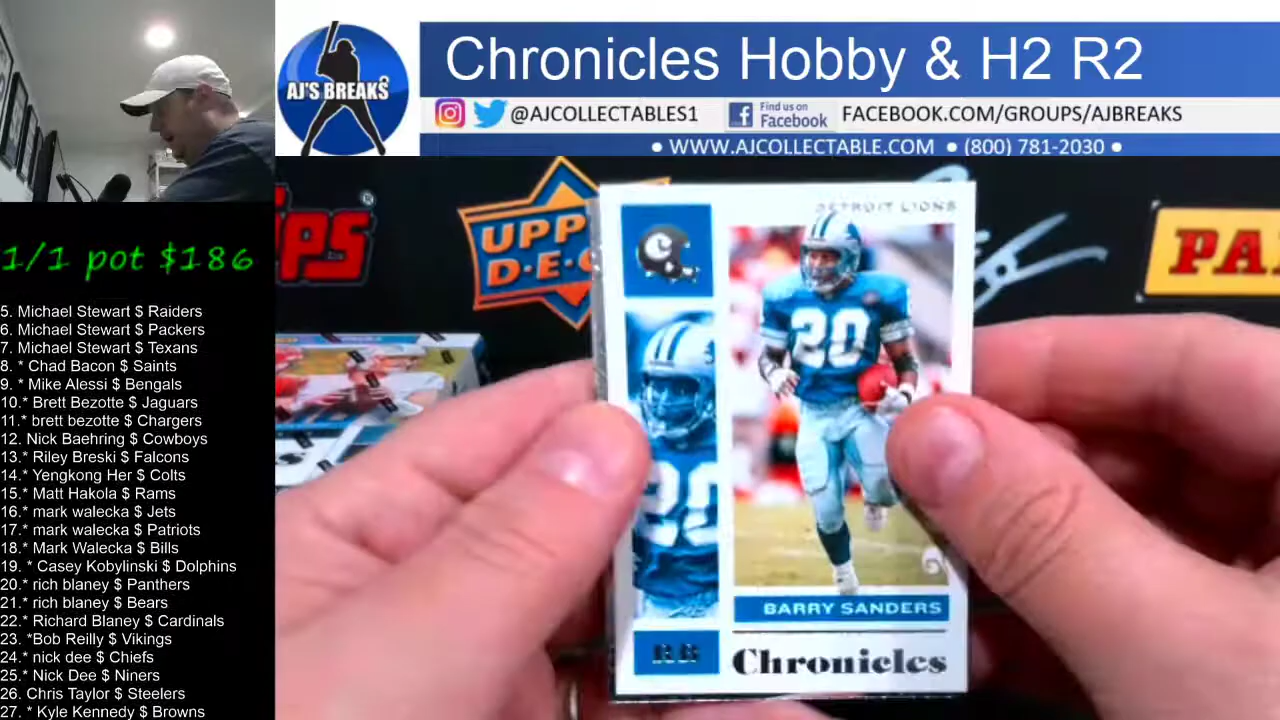 Chronicles Hobby & H2 R2
AJ'S BREAKS
@AJCOLLECTABLES1
Find us on
Facebook
FACEBOOK.COM/GROUPS/AJBREAKS
• WWW.AJCOLLECTABLE.COM • (800) 781-2030 •
1/1 pot $186
5. Michael Stewart $ Raiders
6. Michael Stewart $ Packers
7. Michael Stewart $ Texans
8. * Chad Bacon $ Saints
9. * Mike Alessi $ Bengals
10.* Brett Bezotte $ Jaguars
11.* brett bezotte $ Chargers
12. Nick Baehring $ Cowboys
13.* Riley Breski $ Falcons
14.* Yengkong Her $ Colts
15.* Matt Hakola $ Rams
16.* mark walecka $ Jets
17.* mark walecka $ Patriots
18.* Mark Walecka $ Bills
19. * Casey Kobylinski $ Dolphins
20.* rich blaney $ Panthers
21.* rich blaney $ Bears
22.* Richard Blaney $ Cardinals
23. *Bob Reilly $ Vikings
24.* nick dee $ Chiefs
25.* Nick Dee $ Niners
26. Chris Taylor $ Steelers
27. * Kyle Kennedy $ Browns
PPS
UPP
D·E·C
PA
DETROIT LIONS
20
20
BARRY SANDERS
RB
Chronicles